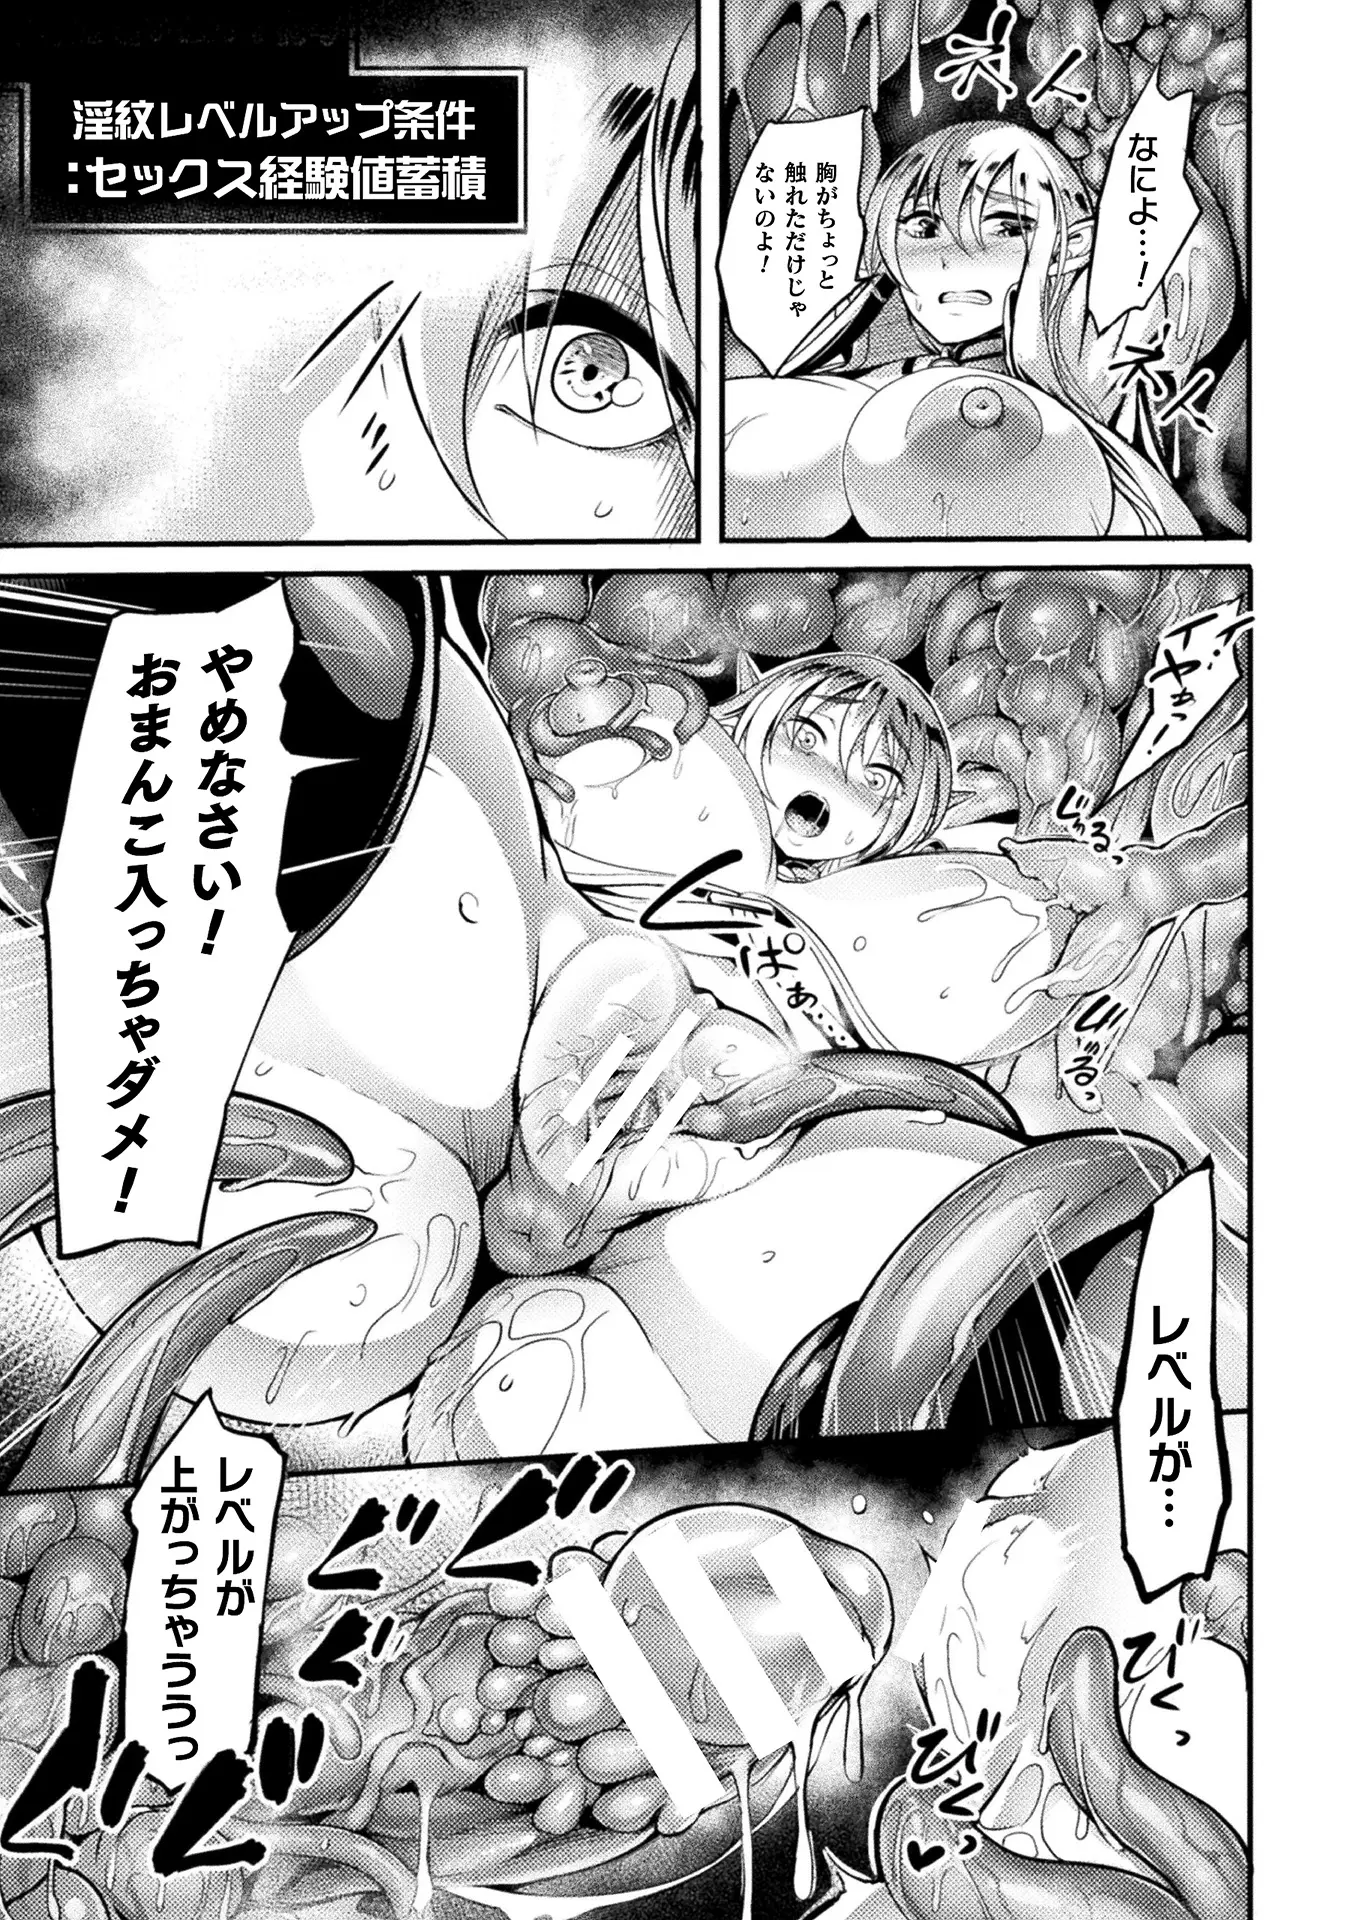 なによ…！
胸がちょっと
触れただけじゃ
ないのよ！
ネチ
ネチ
淫紋レベルアップ条件
：セックス経験値蓄積
イヤぁっ！
じゅるっ
じゅるっ
くぱぁ……
やめなさい！
おまんこ入っちゃダメ！
レベルが…
びくっ
びくっ
レベルが
上がっちゃううっ